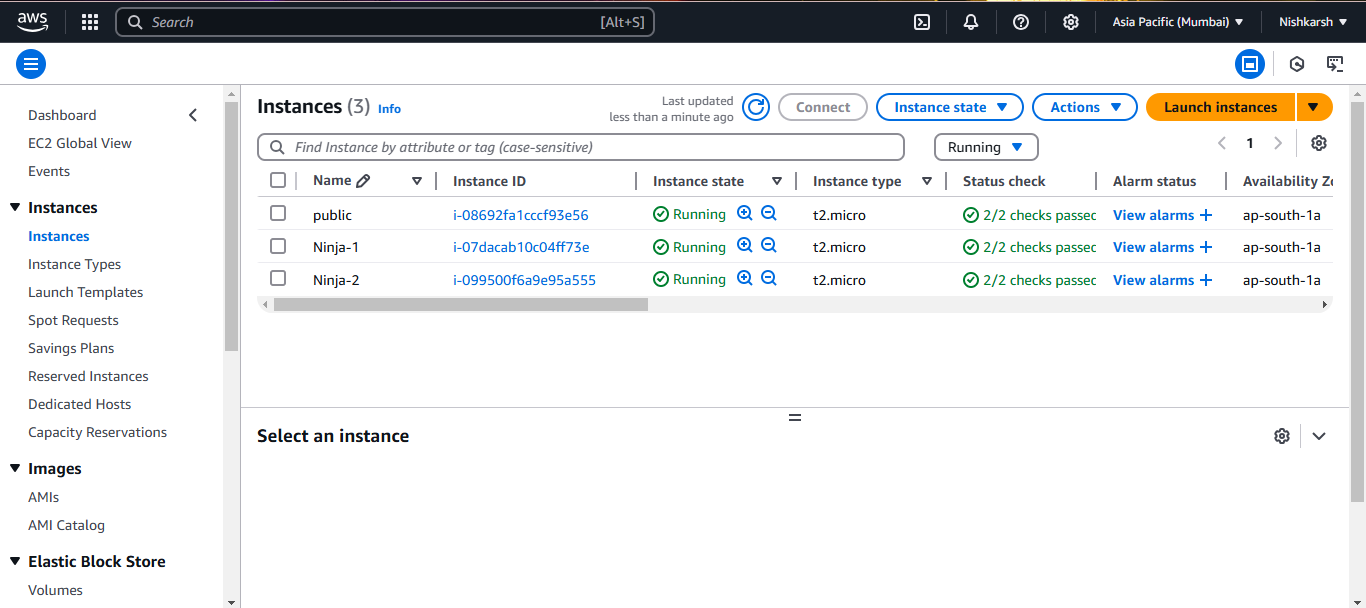 aws
Search [Alt+S]
Asia Pacific (Mumbai)
Nishkarsh
Dashboard
EC2 Global View
Events
Instances
Instances
Instance Types
Launch Templates
Spot Requests
Savings Plans
Reserved Instances
Dedicated Hosts
Capacity Reservations
Images
AMIs
AMI Catalog
Elastic Block Store
Volumes
Instances (3) Info
Last updated
less than a minute ago
Connect
Instance state
Actions
Launch instances
Find Instance by attribute or tag (case-sensitive)
Running
1
Name Instance ID Instance state Instance type Status check Alarm status Availability Zo
public i-08692fa1cccf93e56 Running t2.micro 2/2 checks passed View alarms + ap-south-1a
Ninja-1 i-07dacab10c04ff73e Running t2.micro 2/2 checks passed View alarms + ap-south-1a
Ninja-2 i-099500f6a9e95a555 Running t2.micro 2/2 checks passed View alarms + ap-south-1a
Select an instance